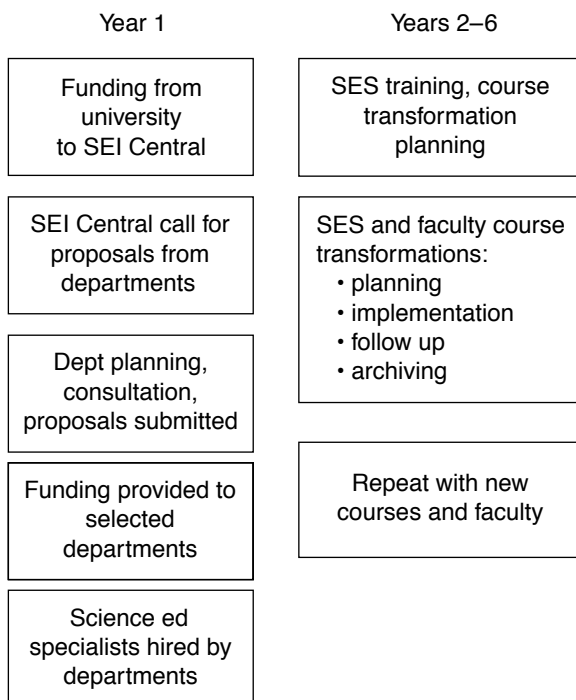 Year 1
Funding from
university
to SEI Central
SEI Central call for
proposals from
departments
Dept planning,
consultation,
proposals submitted
Funding provided to
selected
departments
Science ed
specialists hired by
departments
Years 2–6
SES training, course
transformation
planning
SES and faculty course
transformations:
• planning
• implementation
• follow up
• archiving
Repeat with new
courses and faculty